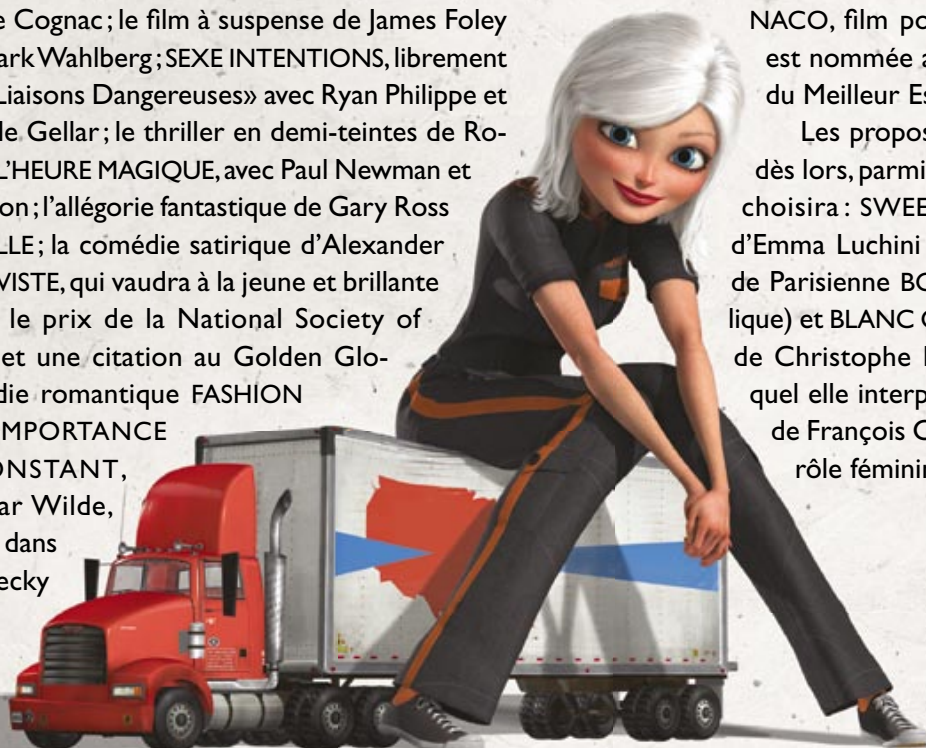 e Cognac ; le film à suspense de James Foley
ark Wahlberg ; SEXE INTENTIONS, librement
Liaisons Dangereuses» avec Ryan Philippe et
le Gellar ; le thriller en demi-teintes de Ro-
L’HEURE MAGIQUE, avec Paul Newman et
on ; l’allégorie fantastique de Gary Ross
LLE ; la comédie satirique d’Alexander
VISTE, qui vaudra à la jeune et brillante
le prix de la National Society of
et une citation au Golden Glo-
die romantique FASHION
MPORTANCE
ONSTANT,
ar Wilde,
dans
ecky
NACO, film po
est nommée a
du Meilleur Es
Les propos
dès lors, parmi
choisira : SWEE
d’Emma Luchini
de Parisienne BC
lique) et BLANC C
de Christophe
quel elle interp
de François C
rôle féminin